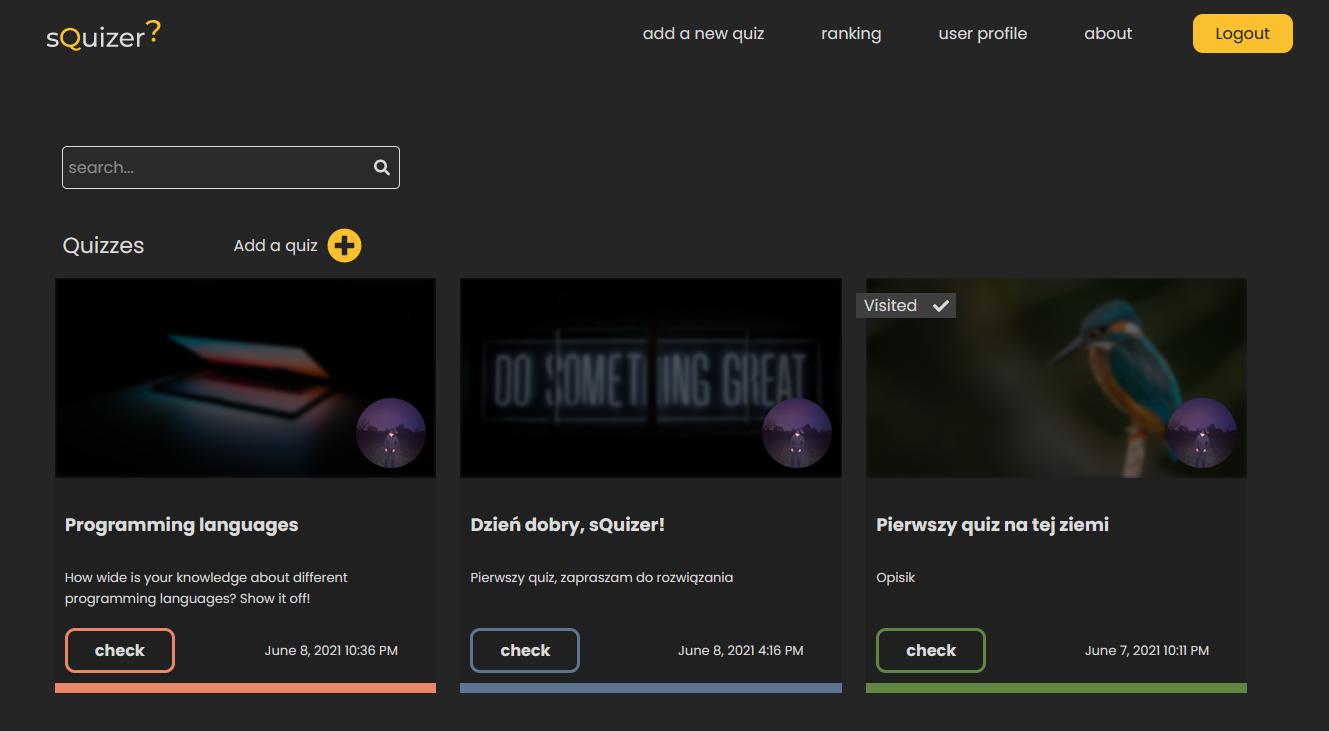 sQuizer?
add a new quiz
ranking
user profile
about
Logout
search...
Quizzes
Add a quiz
DO SOMETHING GREAT
Visited
Programming languages
How wide is your knowledge about different
programming languages? Show it off!
check
June 8, 2021 10:36 PM
Dzień dobry, sQuizer!
Pierwszy quiz, zapraszam do rozwiązania
check
June 8, 2021 4:16 PM
Pierwszy quiz na tej ziemi
Opisik
check
June 7, 2021 10:11 PM